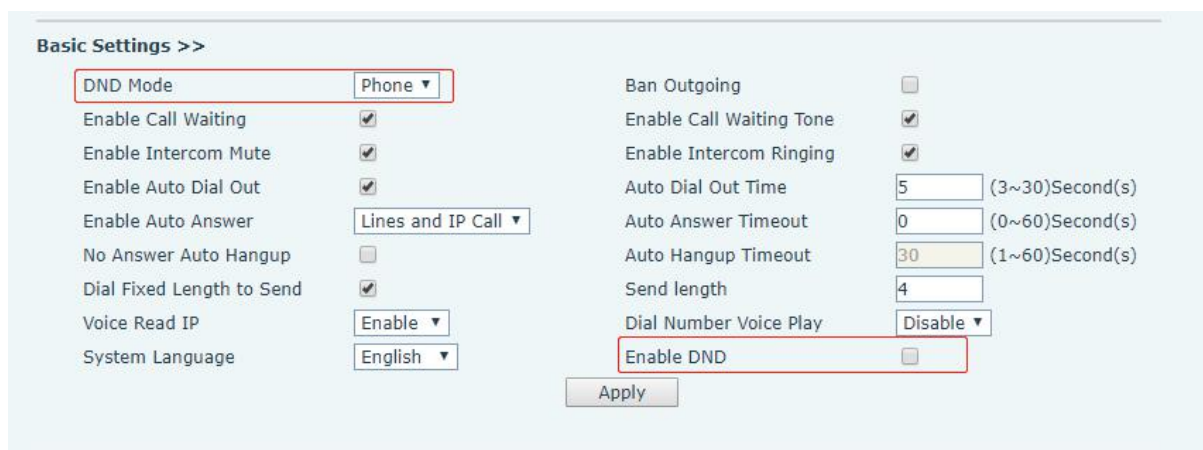 Basic Settings >>
DND Mode Phone Ban Outgoing
Enable Call Waiting Enable Call Waiting Tone
Enable Intercom Mute Enable Intercom Ringing
Enable Auto Dial Out Auto Dial Out Time 5 (3~30)Second(s)
Enable Auto Answer Lines and IP Call Auto Answer Timeout 0 (0~60)Second(s)
No Answer Auto Hangup Auto Hangup Timeout 30 (1~60)Second(s)
Dial Fixed Length to Send Send length 4
Voice Read IP Enable Dial Number Voice Play Disable
System Language English Enable DND
Apply